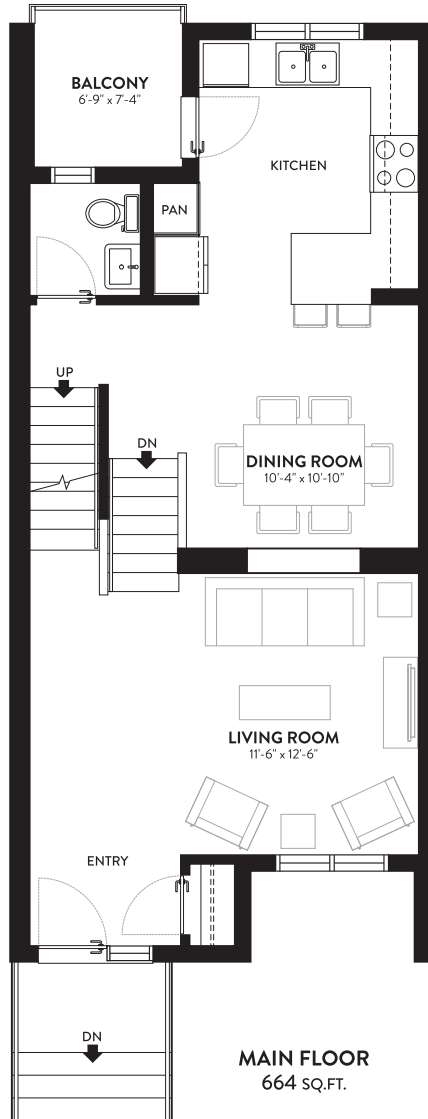 BALCONY
6'-9" x 7'-4"
KITCHEN
PAN
UP
DN
DINING ROOM
10'-4" x 10'-10"
LIVING ROOM
11'-6" x 12'-6"
ENTRY
DN
MAIN FLOOR
664 SQ.FT.